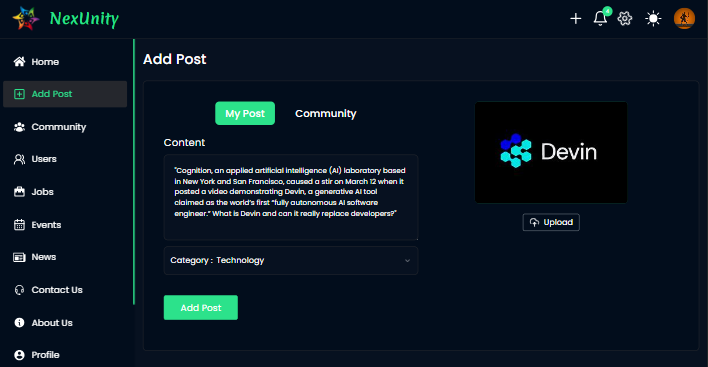 NexUnity
4
Home
Add Post
Community
Users
Jobs
Events
News
Contact Us
About Us
Profile
Add Post
My Post
Community
Content
"Cognition, an applied artificial intelligence (AI) laboratory based
in New York and San Francisco, caused a stir on March 12 when it
posted a video demonstrating Devin, a generative AI tool
claimed as the world's first "fully autonomous AI software
engineer." What is Devin and can it really replace developers?"
Category : Technology
Add Post
Devin
Upload